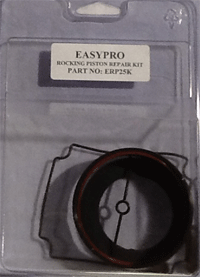 EASYPRO
ROCKING PISTON REPAIR KIT
PART NO: ERP25K